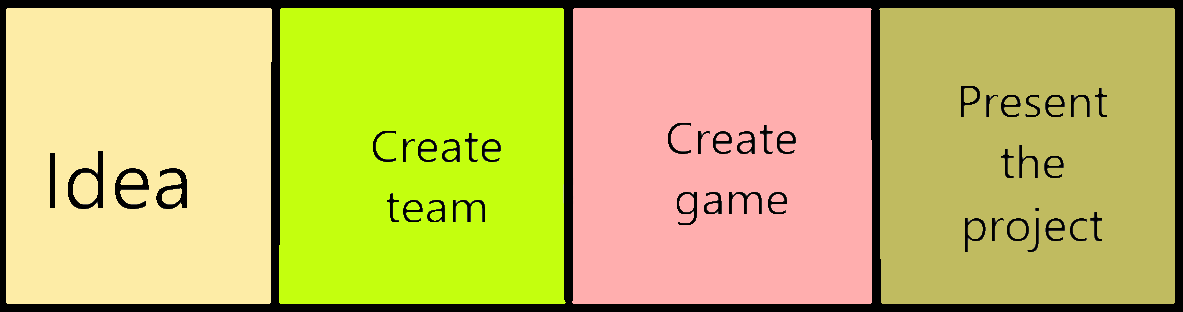 Idea
Create
team
Create
game
Present
the
project